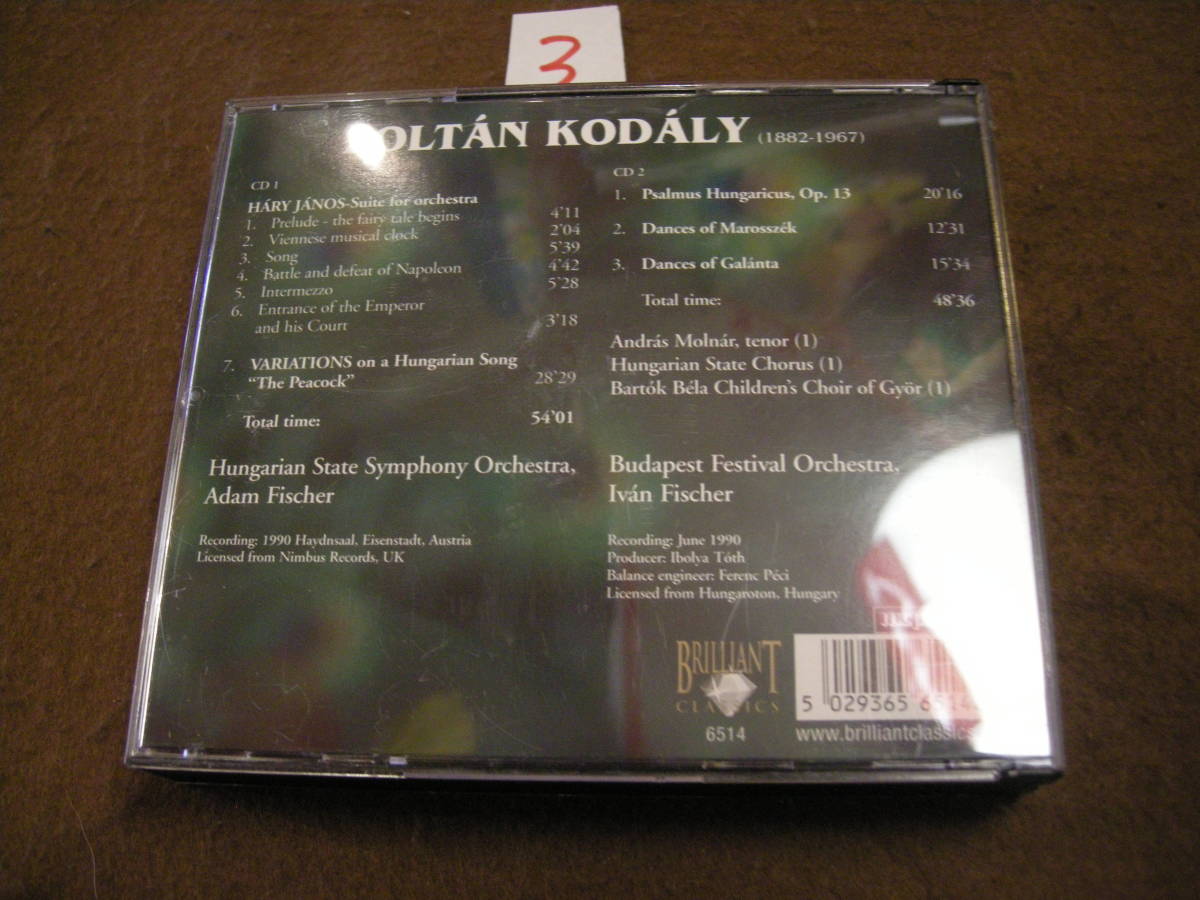 3
OLTÁN KODÁLY (1882-1967)
CD 1
HÁRY JÁNOS-Suite for orchestra
1. Prelude - the fairy tale begins 4'11
2. Viennese musical clock 2'04
3. Song 5'39
4. Battle and defeat of Napoleon 4'42
5. Intermezzo 5'28
6. Entrance of the Emperor
and his Court 3'18
7. VARIATIONS on a Hungarian Song
"The Peacock" 28'29
Total time: 54'01
Hungarian State Symphony Orchestra,
Adam Fischer
Recording: 1990 Haydnsaal, Eisenstadt, Austria
Licensed from Nimbus Records, UK
CD 2
1. Psalmus Hungaricus, Op. 13 20'16
2. Dances of Marosszék 12'31
3. Dances of Galánta 15'34
Total time: 48'36
András Molnár, tenor (1)
Hungarian State Chorus (1)
Bartók Béla Children's Choir of Györ (1)
Budapest Festival Orchestra,
Iván Fischer
Recording: June 1990
Producer: Ibolya Tóth
Balance engineer: Ferenc Péci
Licensed from Hungaroton, Hungary
BRILLIANT
CLASSICS
6514
5 029365
www.brilliantclassics